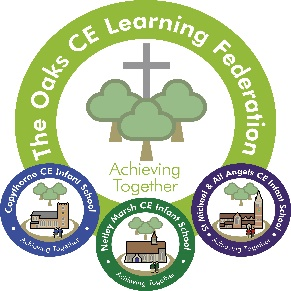 The Oaks CE Learning Federation
Achieving
Together
Copythorne CE Infant School
Achieving Together
Netley Marsh CE Infant School
Achieving Together
St Michael & All Angels CE Infant School
Achieving Together